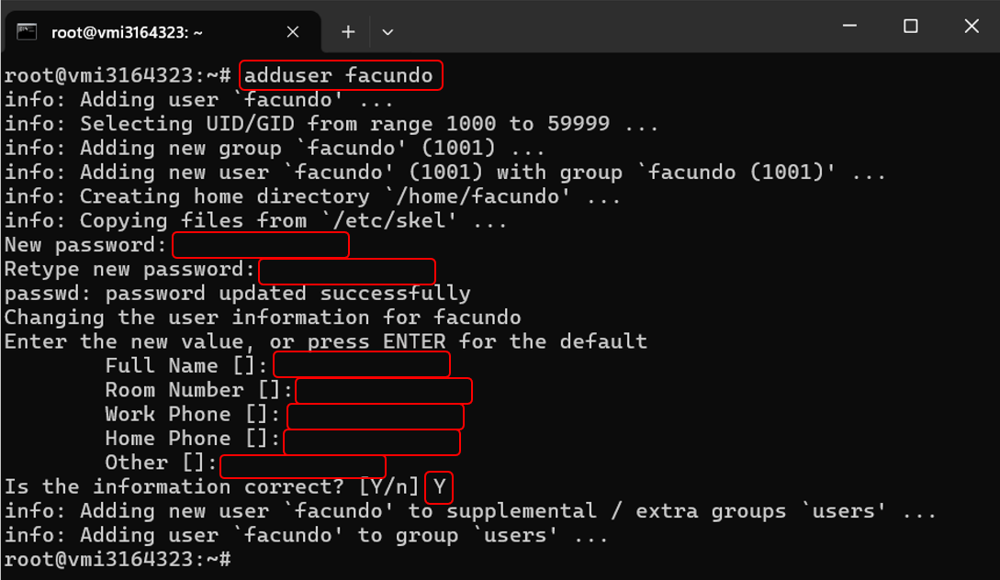 root@vmi3164323: ~
root@vmi3164323:~# adduser facundo
info: Adding user `facundo' ...
info: Selecting UID/GID from range 1000 to 59999 ...
info: Adding new group `facundo' (1001) ...
info: Adding new user `facundo' (1001) with group `facundo (1001)' ...
info: Creating home directory `/home/facundo' ...
info: Copying files from `/etc/skel' ...
New password:
Retype new password:
passwd: password updated successfully
Changing the user information for facundo
Enter the new value, or press ENTER for the default
Full Name []:
Room Number []:
Work Phone []:
Home Phone []:
Other []:
Is the information correct? [Y/n] Y
info: Adding new user `facundo' to supplemental / extra groups `users' ...
info: Adding user `facundo' to group `users' ...
root@vmi3164323:~#